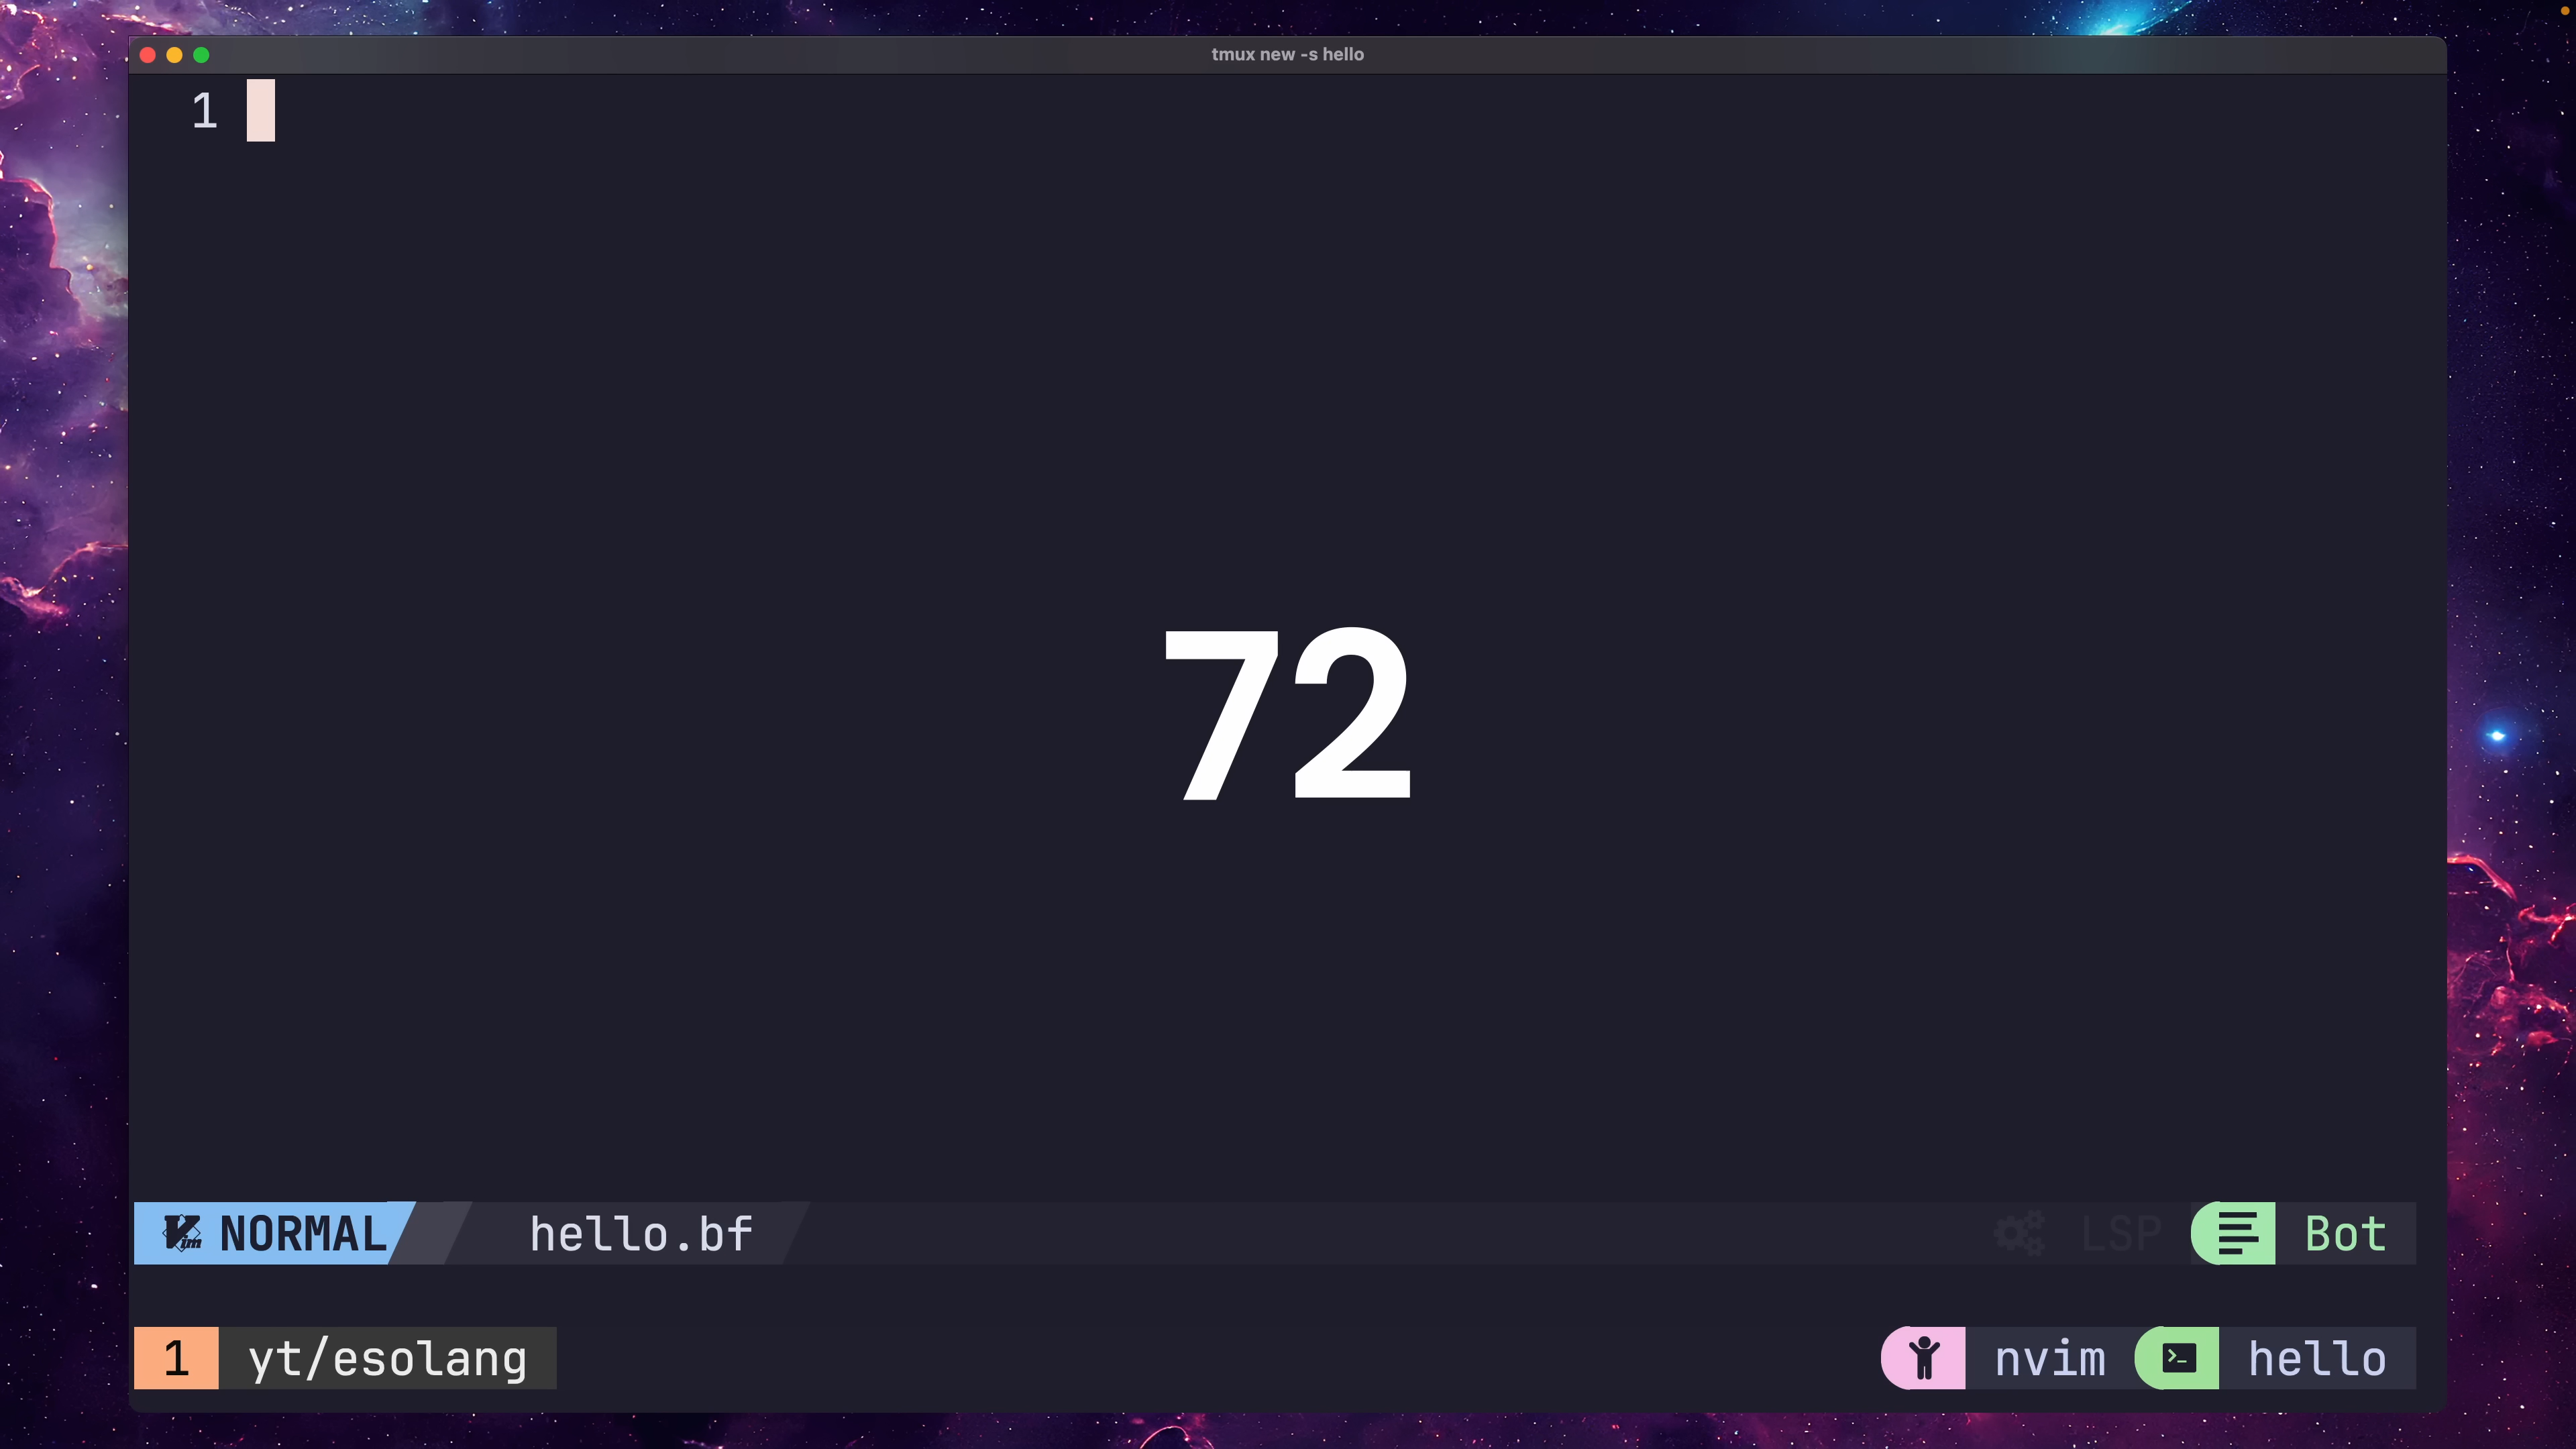 tmux new -s hello
1
72
NORMAL hello.bf LSP Bot
1 yt/esolang nvim hello